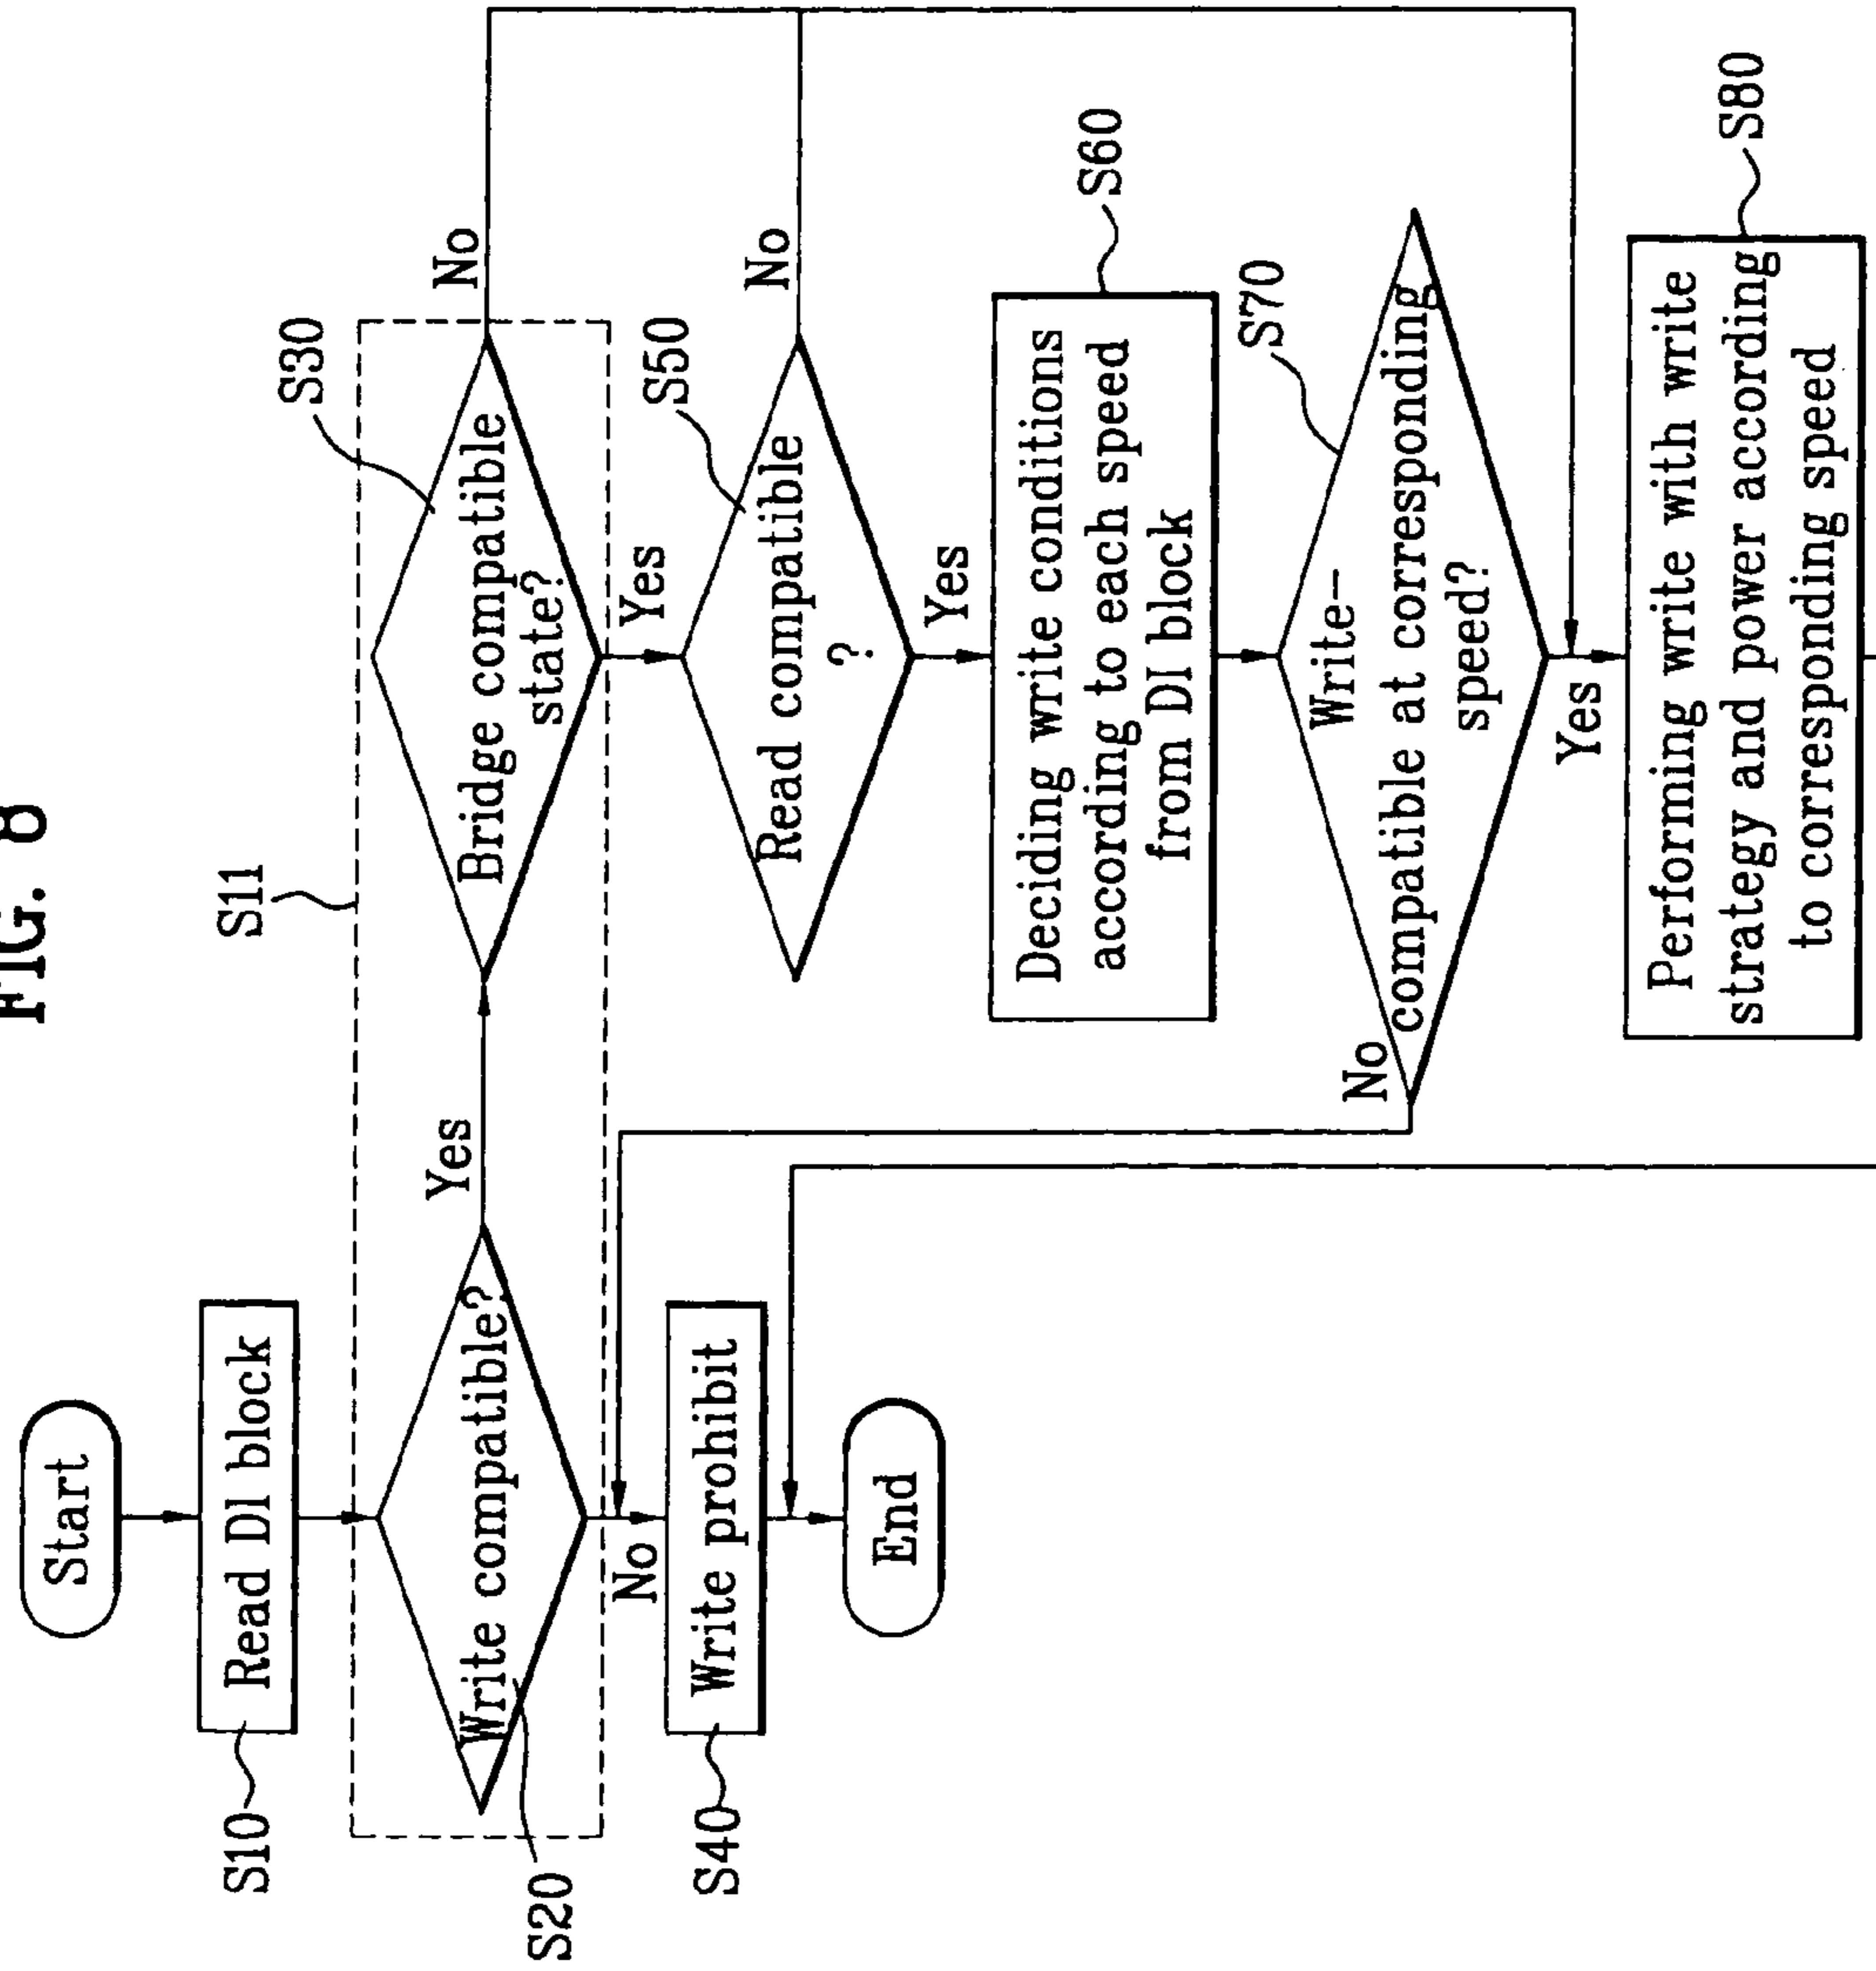 FIG. 8
Start
S10
Read DI block
S11
S20
Write compatible?
Yes
S30
Bridge compatible
state?
No
No
Yes
S40
Write prohibit
S50
Read compatible
?
No
End
Yes
S60
Deciding write conditions
according to each speed
from DI block
S70
Write-
compatible at corresponding
speed?
No
Yes
S80
Performing write with write
strategy and power according
to corresponding speed